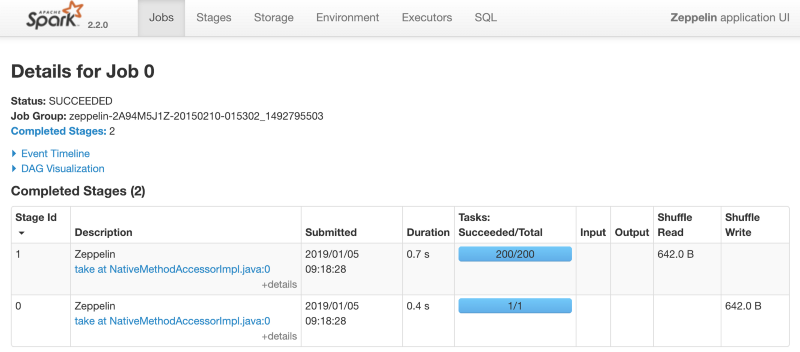 APACHE
Spark 2.2.0 Jobs Stages Storage Environment Executors SQL Zeppelin application UI
Details for Job 0
Status: SUCCEEDED
Job Group: zeppelin-2A94M5J1Z-20150210-015302_1492795503
Completed Stages: 2
Event Timeline
DAG Visualization
Completed Stages (2)
Stage Id Description Submitted Duration Tasks: Succeeded/Total Input Output Shuffle Read Shuffle Write
1 Zeppelin 2019/01/05 0.7 s 200/200 642.0 B
take at NativeMethodAccessorImpl.java:0 09:18:28
+details
0 Zeppelin 2019/01/05 0.4 s 1/1 642.0 B
take at NativeMethodAccessorImpl.java:0 09:18:28
+details